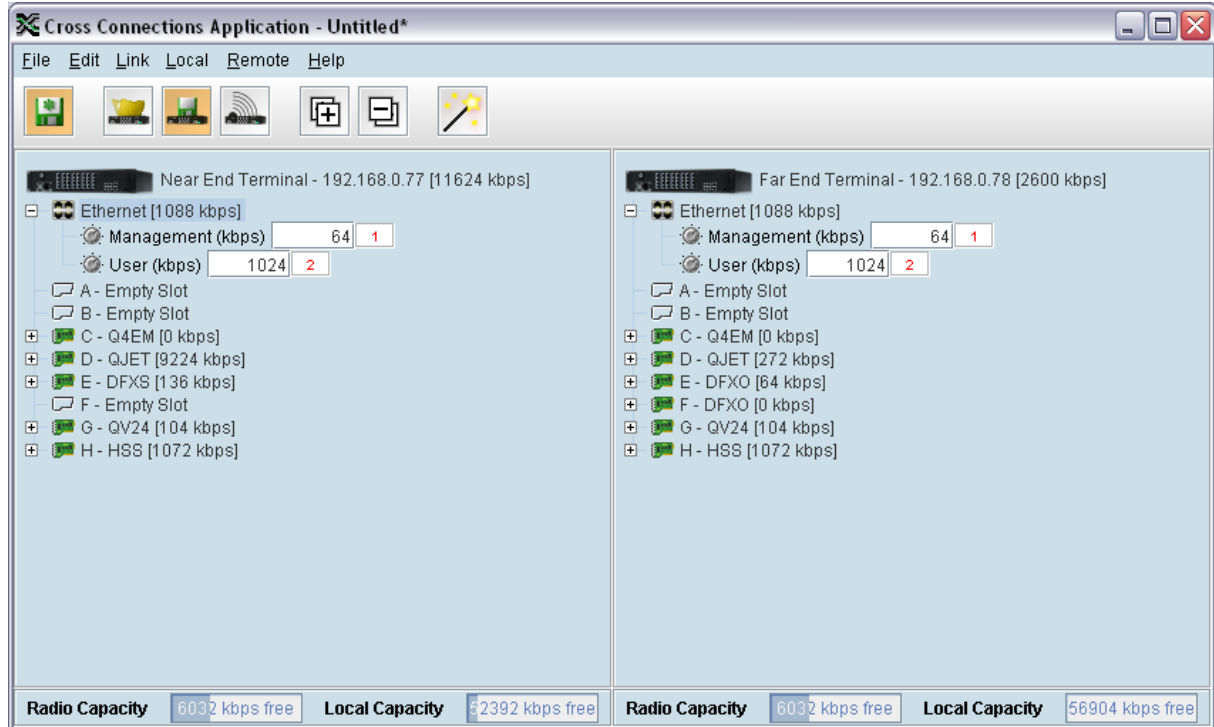 Cross Connections Application - Untitled*
File Edit Link Local Remote Help
Near End Terminal - 192.168.0.77 [11624 kbps]
Ethernet [1088 kbps]
Management (kbps) 64 1
User (kbps) 1024 2
A - Empty Slot
B - Empty Slot
C - Q4EM [0 kbps]
D - QJET [9224 kbps]
E - DFXS [136 kbps]
F - Empty Slot
G - QV24 [104 kbps]
H - HSS [1072 kbps]
Radio Capacity 6032 kbps free Local Capacity 52392 kbps free
Far End Terminal - 192.168.0.78 [2600 kbps]
Ethernet [1088 kbps]
Management (kbps) 64 1
User (kbps) 1024 2
A - Empty Slot
B - Empty Slot
C - Q4EM [0 kbps]
D - QJET [272 kbps]
E - DFXO [64 kbps]
F - DFXO [0 kbps]
G - QV24 [104 kbps]
H - HSS [1072 kbps]
Radio Capacity 6032 kbps free Local Capacity 56904 kbps free